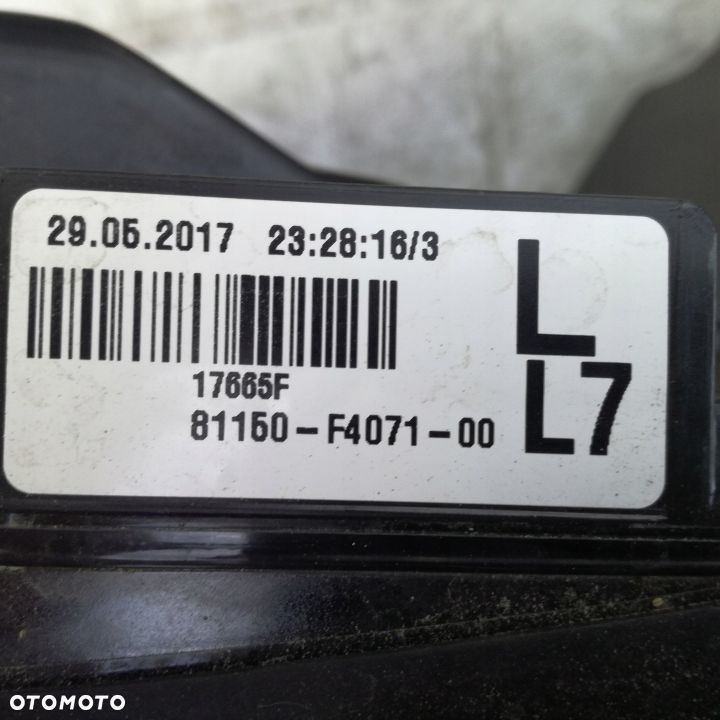 29.05.2017 23:28:16/3
L
17665F
81150-F4071-00
L7
OTOMOTO